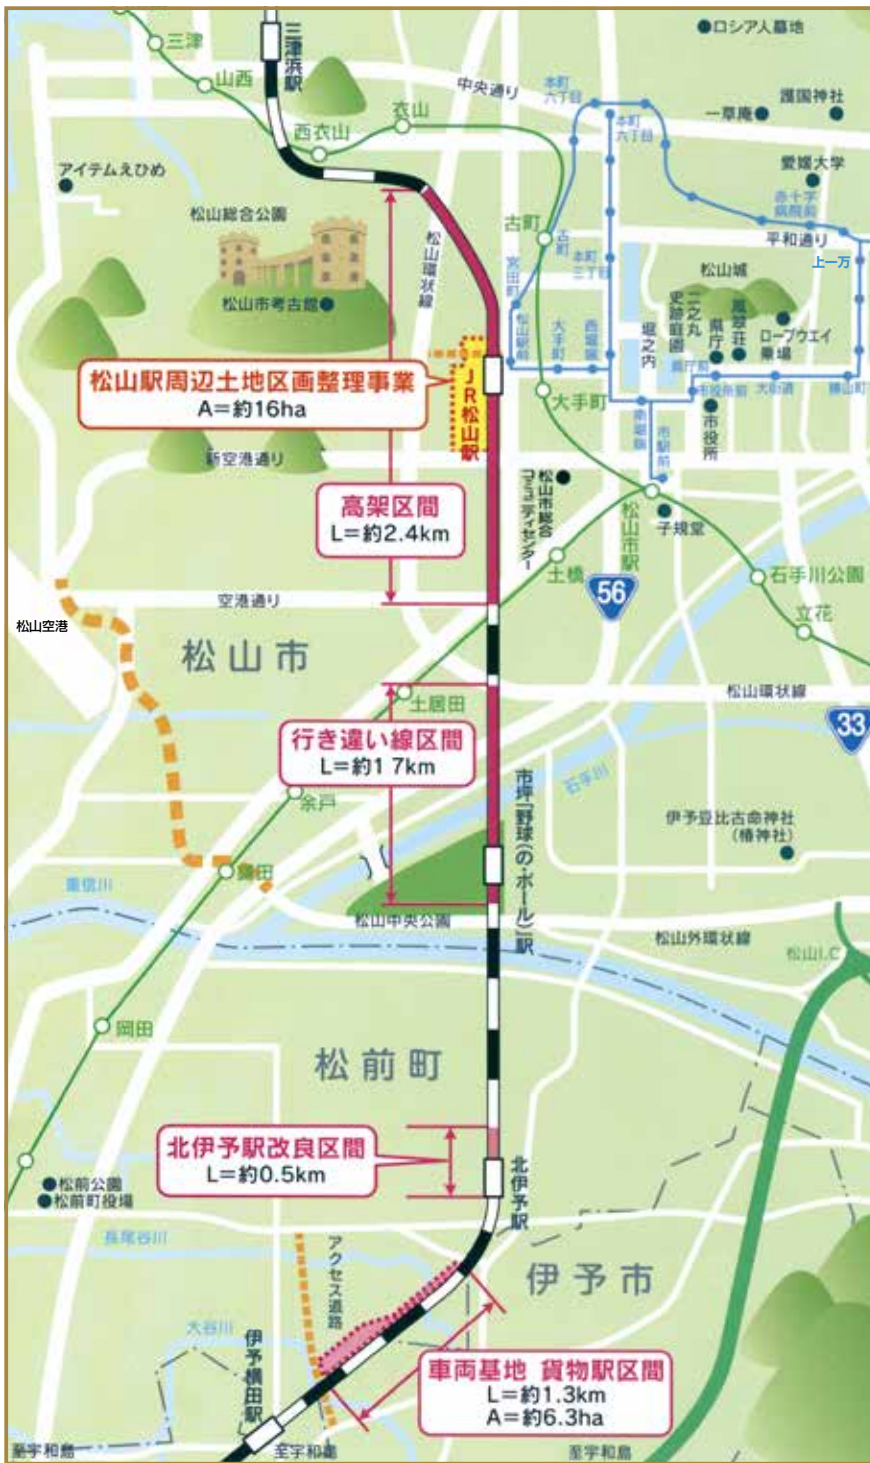 三津
三津浜駅
山西
西衣山
衣山
中央通り
本町
六丁目
本町
六丁目
ロシア人墓地
一草庵
護国神社
愛媛大学
赤十字
病院前
平和通り
上一万
アイテムえひめ
松山総合公園
松山市考古館
松山環状線
古町
古町
宮田町
本町
三丁目
松山駅前
大手町
西堀端
松山城
堀之内
二之丸
史跡庭園
県庁
萬翠荘
ロープウエイ
乗場
県庁前
市役所前
大街道
勝山町
松山駅周辺土地区画整理事業
A=約16ha
JR松山駅
大手町
南堀端
市駅前
市役所
新空港通り
高架区間
L=約2.4km
松山市総合
コミュニティセンター
松山市駅
子規堂
土橋
石手川公園
立花
56
空港通り
松山空港
松山市
土居田
松山環状線
33
行き違い線区間
L=約1 7km
余戸
市坪「野球(の・ボール)」駅
石手川
伊予豆比古命神社
(椿神社)
鎌田
重信川
松山中央公園
松山外環状線
松山I.C
岡田
松前町
北伊予駅改良区間
L=約0.5km
北伊予駅
松前公園
松前町役場
長尾谷川
アクセス道路
伊予市
大谷川
伊予横田駅
車両基地 貨物駅区間
L=約1.3km
A=約6.3ha
至宇和島
至宇和島
至宇和島